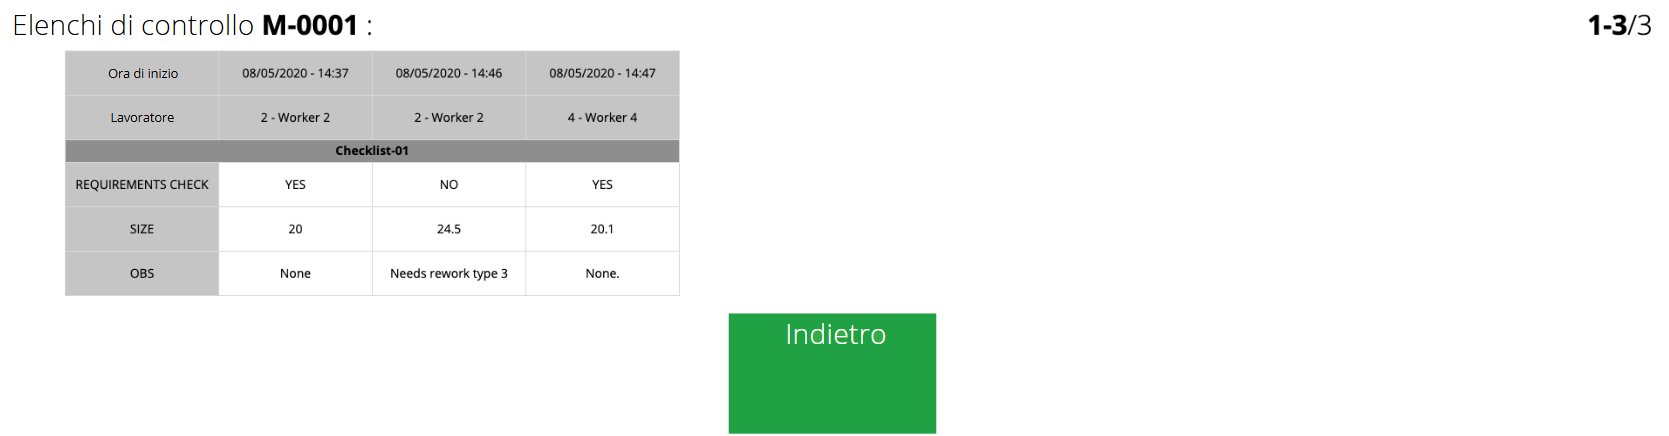 Elenchi di controllo M-0001 :
1-3/3
Ora di inizio 08/05/2020 - 14:37 08/05/2020 - 14:46 08/05/2020 - 14:47
Lavoratore 2 - Worker 2 2 - Worker 2 4 - Worker 4
Checklist-01
REQUIREMENTS CHECK YES NO YES
SIZE 20 24.5 20.1
OBS None Needs rework type 3 None.
Indietro